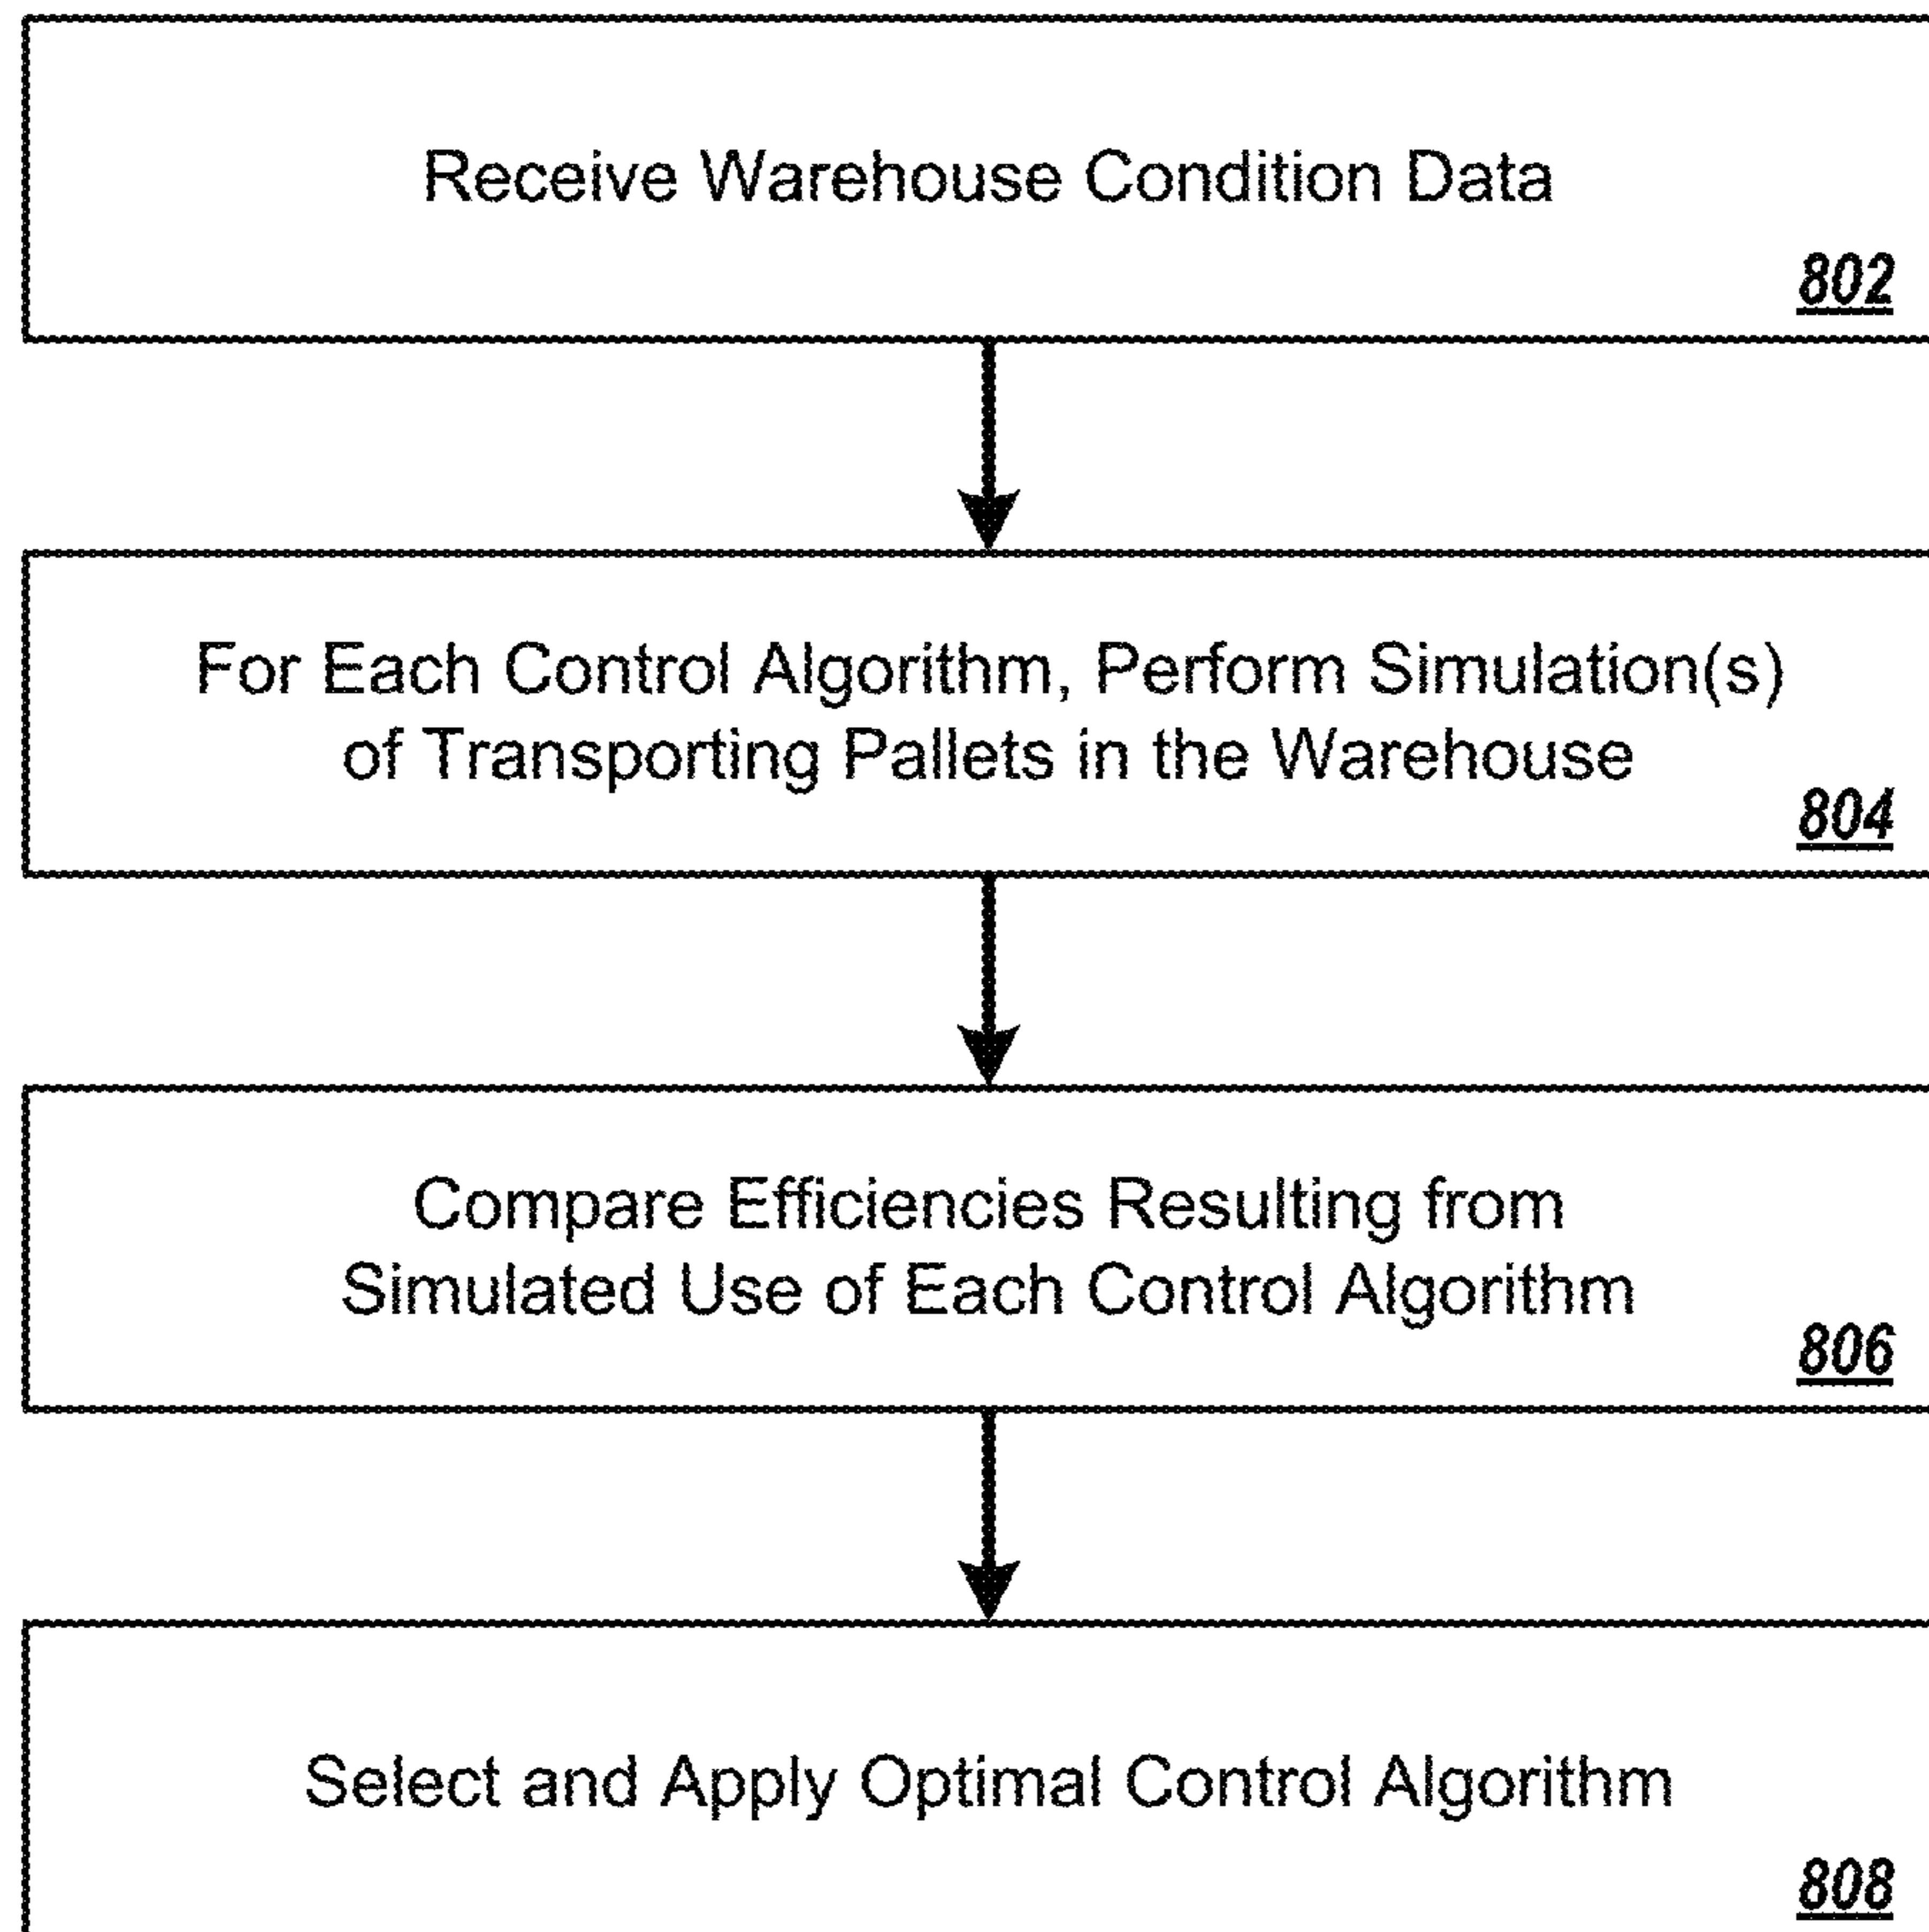 Receive Warehouse Condition Data
802
For Each Control Algorithm, Perform Simulation(s)
of Transporting Pallets in the Warehouse
804
Compare Efficiencies Resulting from
Simulated Use of Each Control Algorithm
806
Select and Apply Optimal Control Algorithm
808